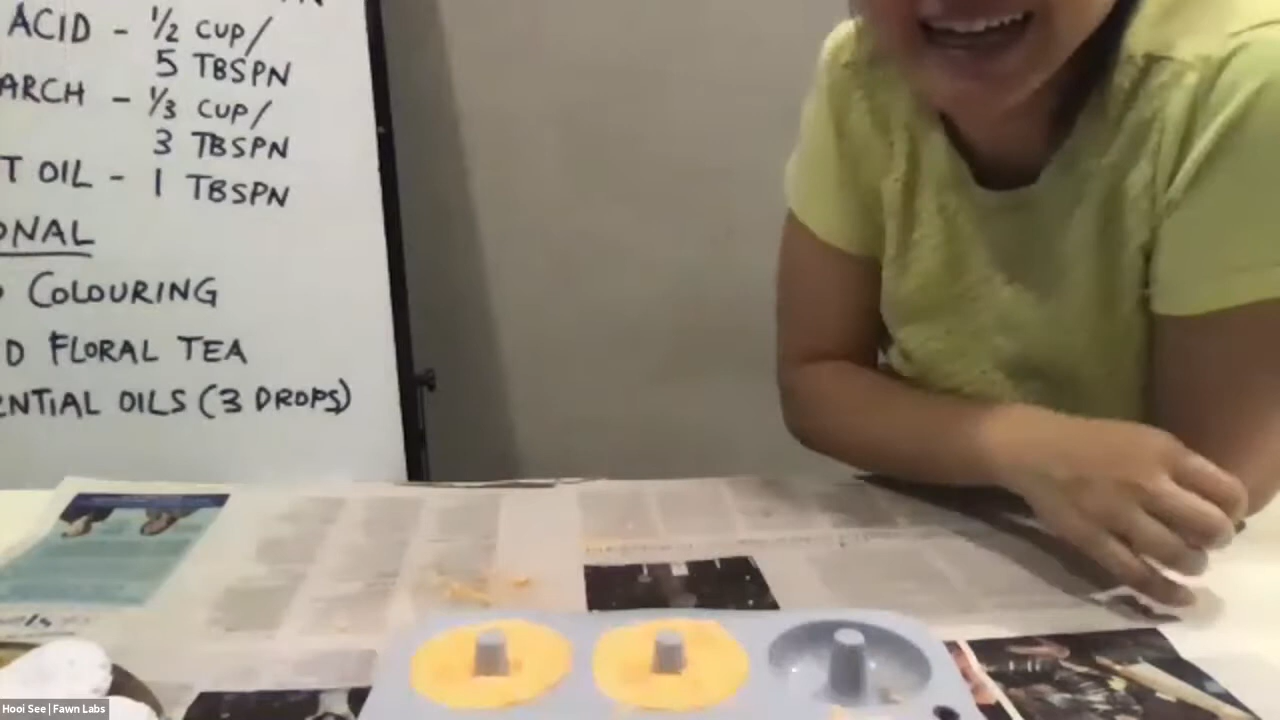 ACID - 1/2 CUP/
5 TBSPN
ARCH - 1/3 CUP/
3 TBSPN
T OIL - 1 TBSPN
ONAL
COLOURING
D FLORAL TEA
ENTIAL OILS (3 DROPS)
Hooi See | Fawn Labs